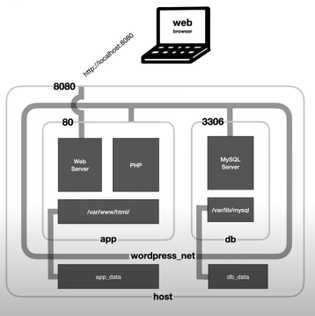 web
browser
http://localhost:8080
8080
80
3306
Web
Server
PHP
MySQL
Server
/var/www/html/
/var/lib/mysql
app
db
wordpress_net
app_data
db_data
host